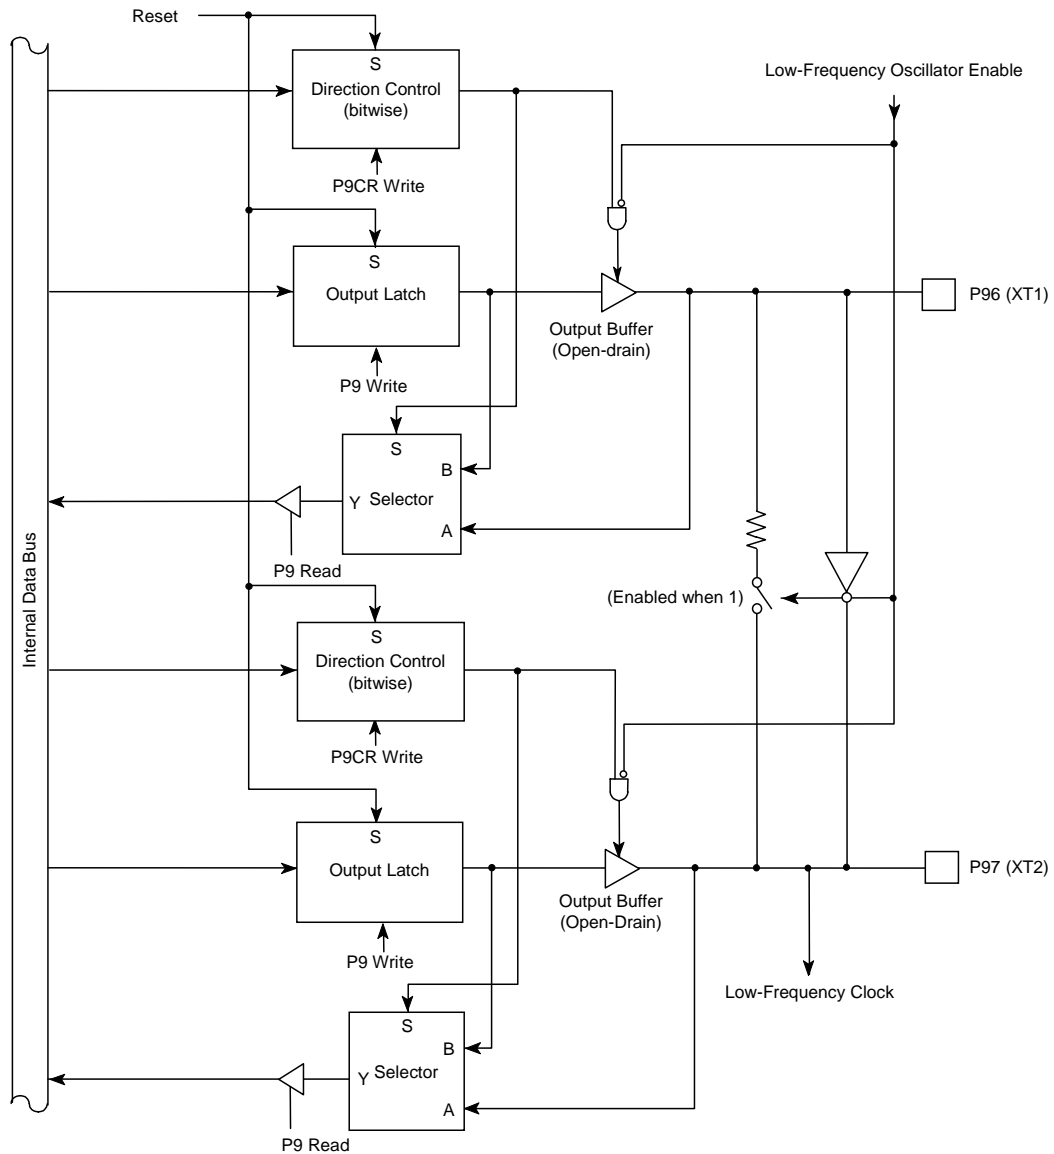 Reset
S
Direction Control
(bitwise)
P9CR Write
Low-Frequency Oscillator Enable
S
Output Latch
P9 Write
Output Buffer
(Open-drain)
P96 (XT1)
S
B
Y Selector
A
P9 Read
(Enabled when 1)
Internal Data Bus
S
Direction Control
(bitwise)
P9CR Write
S
Output Latch
P9 Write
Output Buffer
(Open-Drain)
P97 (XT2)
Low-Frequency Clock
S
B
Y Selector
A
P9 Read